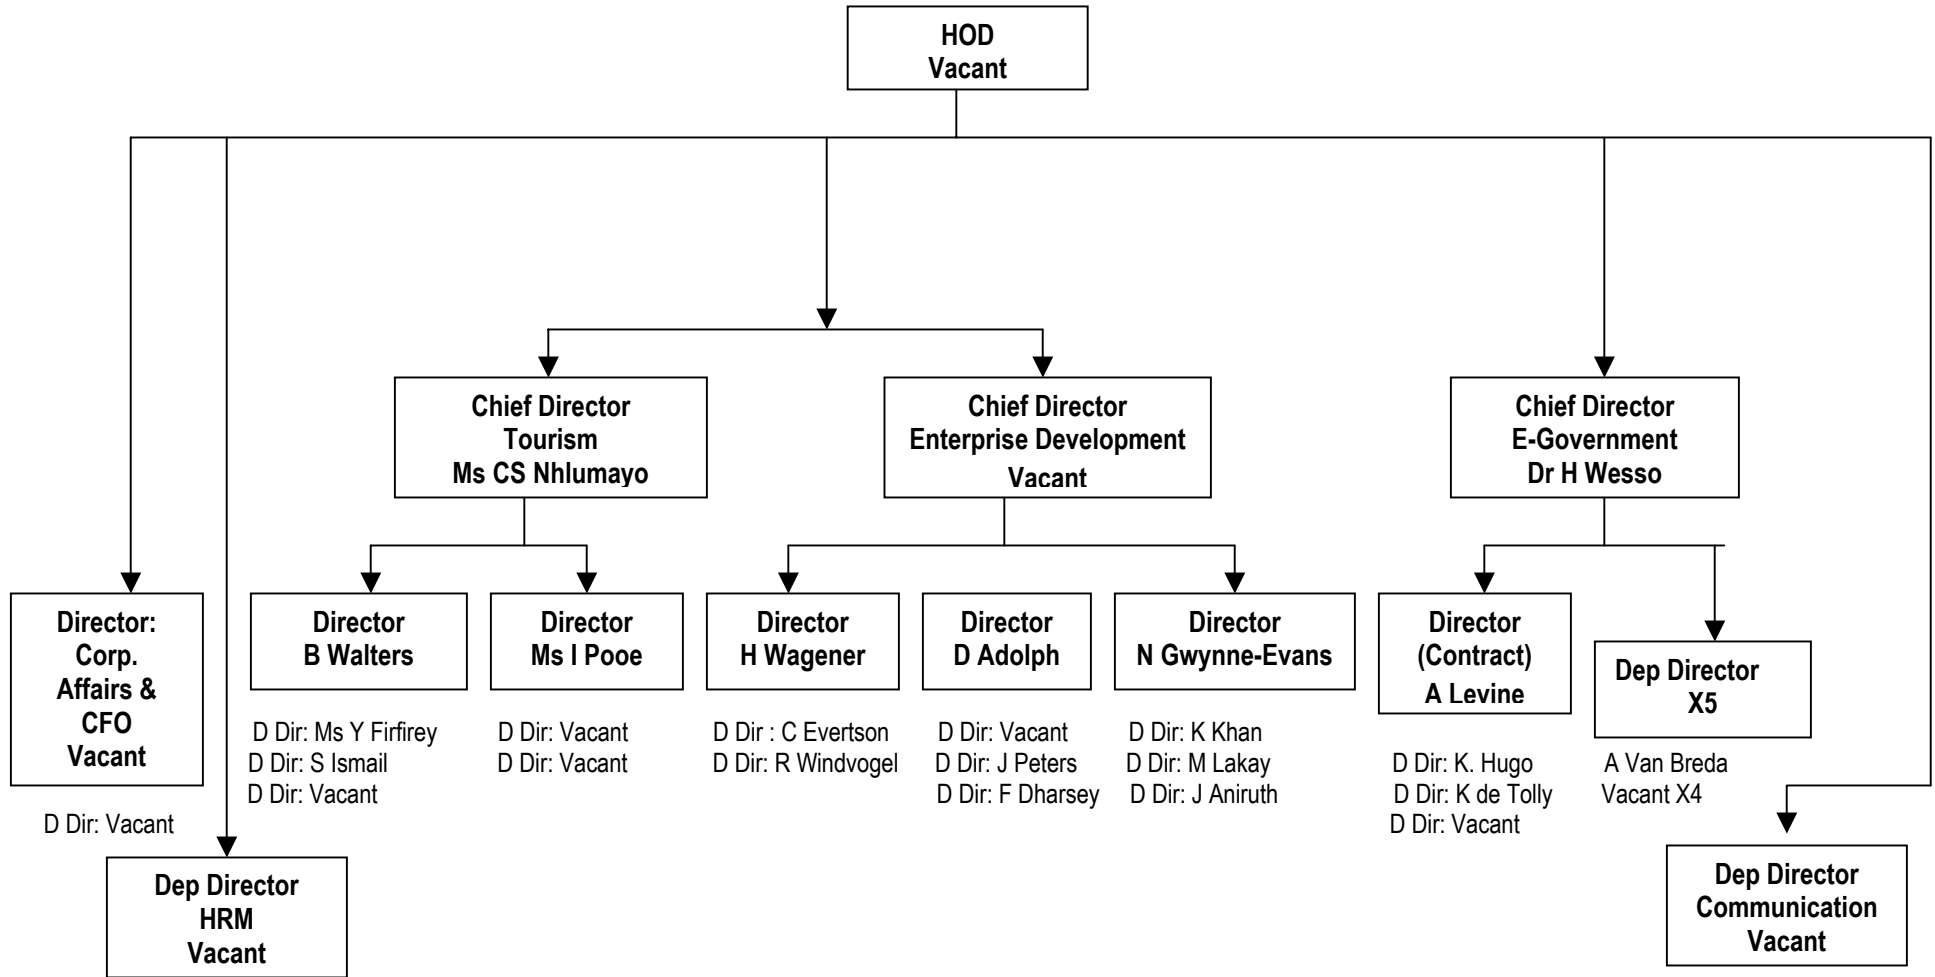 HOD
Vacant
Chief Director
Tourism
Ms CS Nhlumayo
Chief Director
Enterprise Development
Vacant
Chief Director
E-Government
Dr H Wesso
Director:
Corp.
Affairs &
CFO
Vacant
D Dir: Vacant
Dep Director
HRM
Vacant
Director
B Walters
D Dir: Ms Y Firfirey
D Dir: S Ismail
D Dir: Vacant
Director
Ms I Pooe
D Dir: Vacant
D Dir: Vacant
Director
H Wagener
D Dir : C Evertson
D Dir: R Windvogel
Director
D Adolph
D Dir: Vacant
D Dir: J Peters
D Dir: F Dharsey
Director
N Gwynne-Evans
D Dir: K Khan
D Dir: M Lakay
D Dir: J Aniruth
Director
(Contract)
A Levine
D Dir: K. Hugo
D Dir: K de Tolly
D Dir: Vacant
Dep Director
X5
A Van Breda
Vacant X4
Dep Director
Communication
Vacant